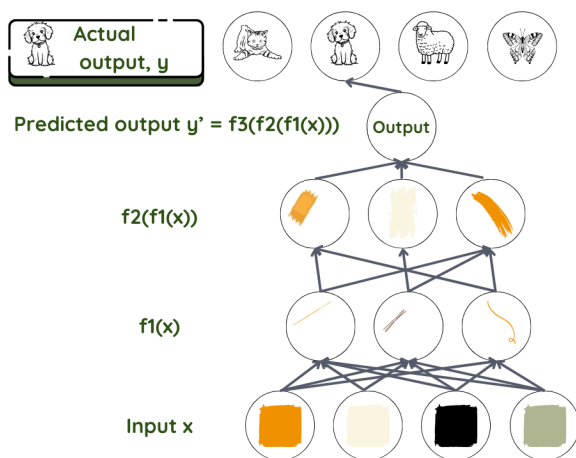 Actual
output, y
Predicted output y’ = f3(f2(f1(x)))
Output
f2(f1(x))
f1(x)
Input x